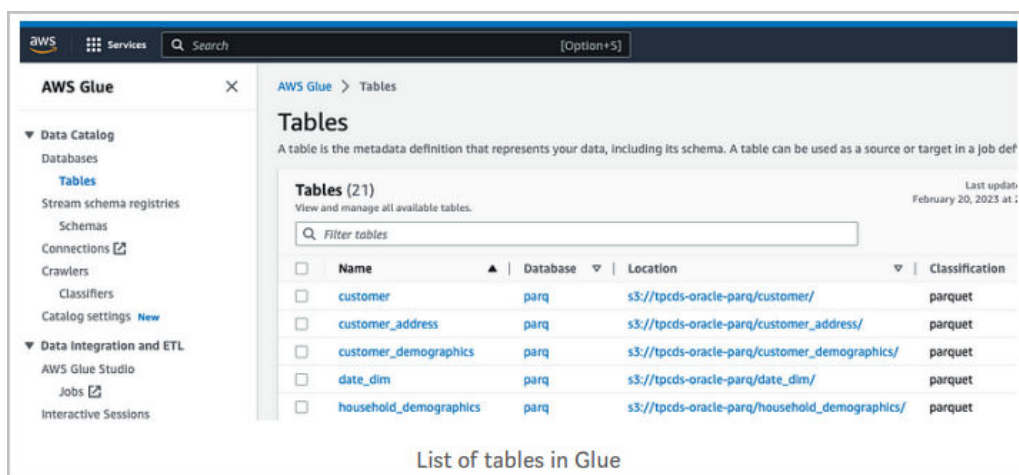 aws Services Search [Option+S]
AWS Glue
Data Catalog
Databases
Tables
Stream schema registries
Schemas
Connections
Crawlers
Classifiers
Catalog settings New
Data Integration and ETL
AWS Glue Studio
Jobs
Interactive Sessions
AWS Glue > Tables
Tables
A table is the metadata definition that represents your data, including its schema. A table can be used as a source or target in a job def
Tables (21)
View and manage all available tables.
Last update
February 20, 2023 at
Filter tables
Name Database Location Classification
customer parq s3://tpcds-oracle-parq/customer/ parquet
customer_address parq s3://tpcds-oracle-parq/customer_address/ parquet
customer_demographics parq s3://tpcds-oracle-parq/customer_demographics/ parquet
date_dim parq s3://tpcds-oracle-parq/date_dim/ parquet
household_demographics parq s3://tpcds-oracle-parq/household_demographics/ parquet
List of tables in Glue